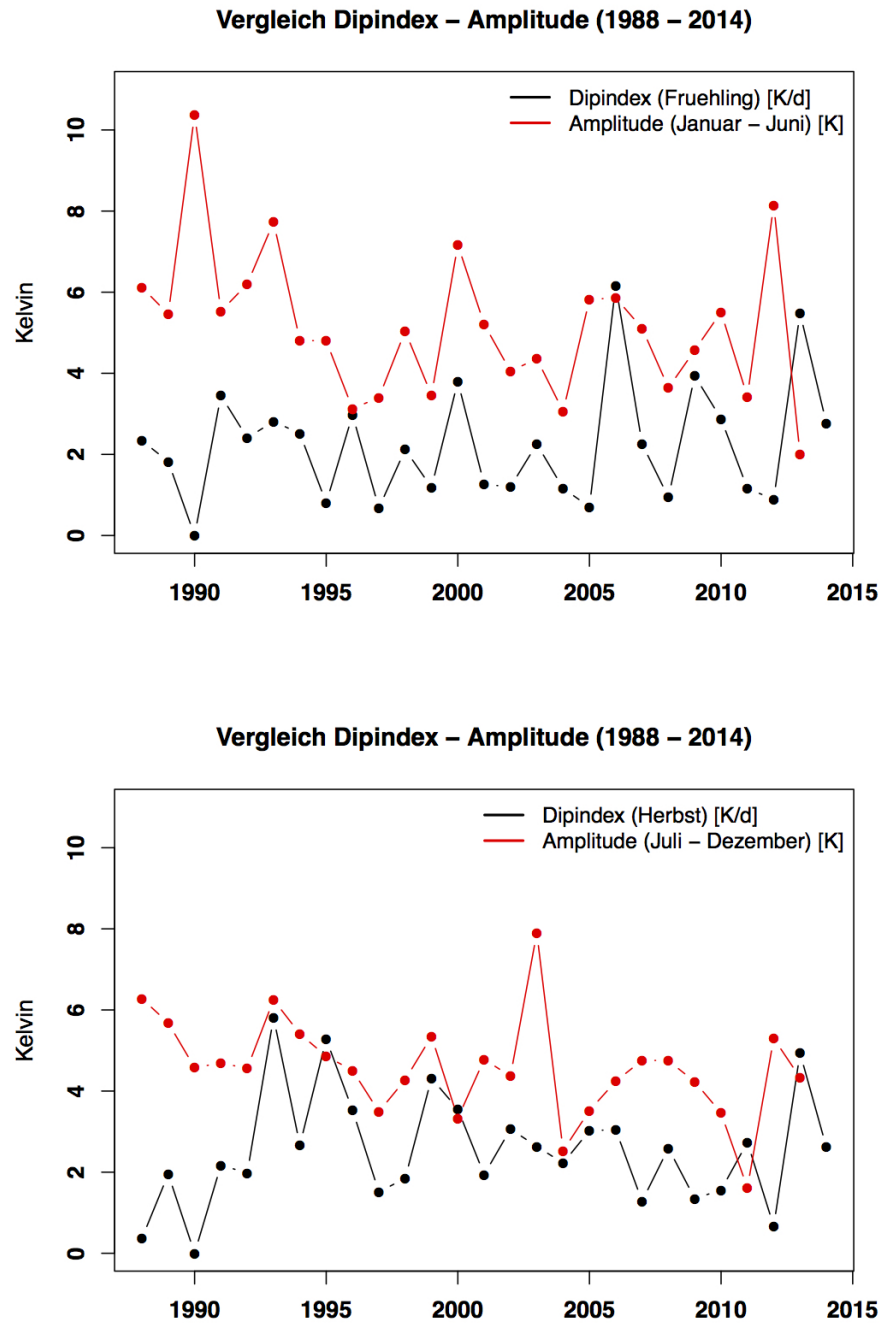 Vergleich Dipindex – Amplitude (1988 – 2014)
Dipindex (Fruehling) [K/d]
Amplitude (Januar – Juni) [K]
Kelvin
10
8
6
4
2
0
1990 1995 2000 2005 2010 2015
Vergleich Dipindex – Amplitude (1988 – 2014)
Dipindex (Herbst) [K/d]
Amplitude (Juli – Dezember) [K]
Kelvin
10
8
6
4
2
0
1990 1995 2000 2005 2010 2015